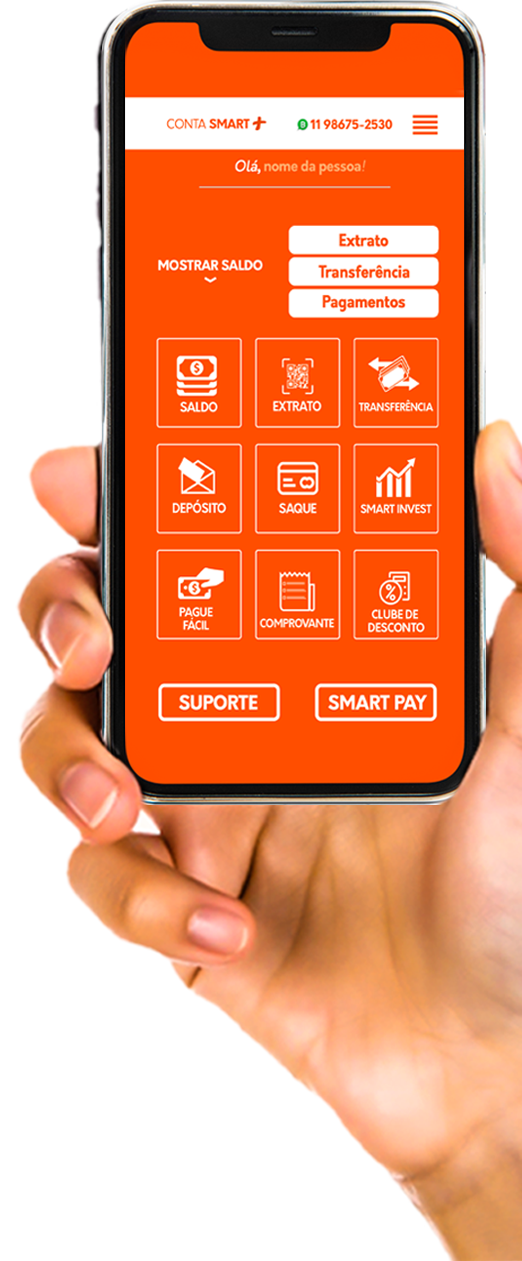 CONTA SMART+ 11 98675-2530
Olá, nome da pessoa!
MOSTRAR SALDO
Extrato
Transferência
Pagamentos
SALDO
EXTRATO
TRANSFERÊNCIA
DEPÓSITO
SAQUE
SMART INVEST
PAGUE
FÁCIL
COMPROVANTE
CLUBE DE
DESCONTO
SUPORTE
SMART PAY